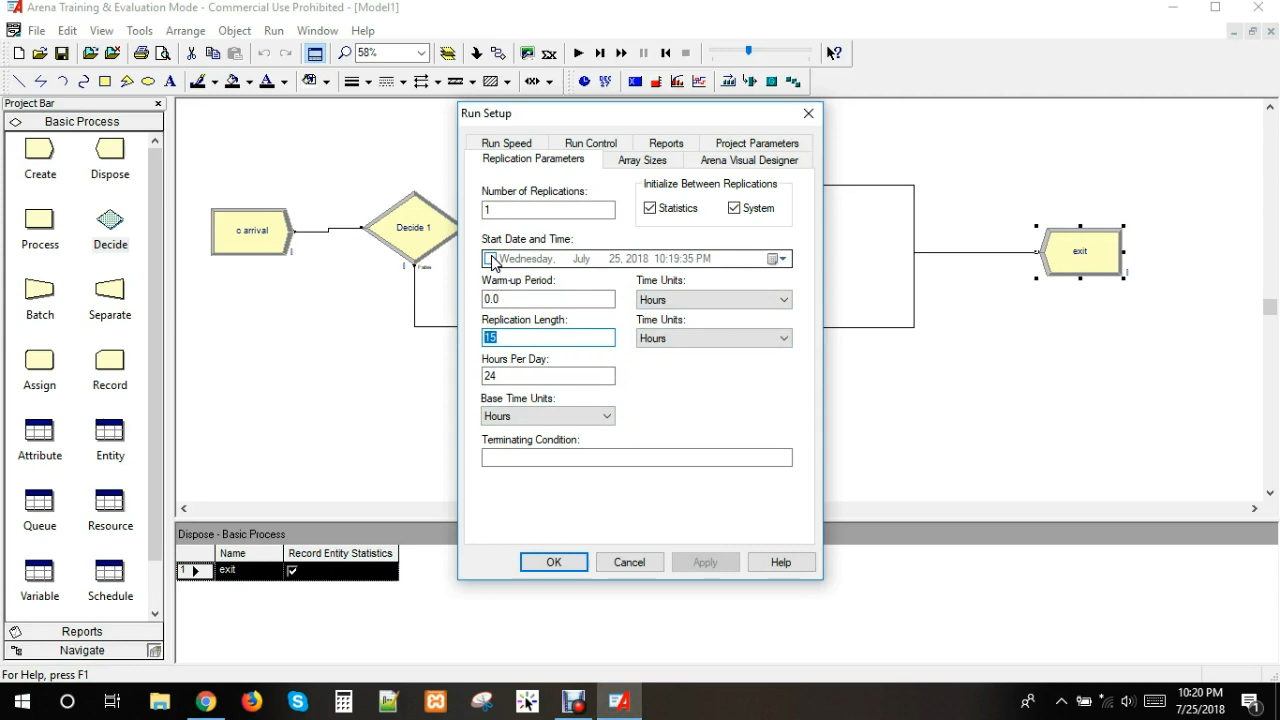 Arena Training & Evaluation Mode - Commercial Use Prohibited - [Model1]
File Edit View Tools Arrange Object Run Window Help
58%
Project Bar
Basic Process
Create Dispose
Process Decide
Batch Separate
Assign Record
Attribute Entity
Queue Resource
Variable Schedule
Reports
Navigate
c arrival
Decide 1
False
exit
Run Setup
Run Speed Run Control Reports Project Parameters
Replication Parameters Array Sizes Arena Visual Designer
Number of Replications:
1
Initialize Between Replications
Statistics System
Start Date and Time:
Wednesday, July 25, 2018 10:19:35 PM
Warm-up Period: Time Units:
0.0 Hours
Replication Length: Time Units:
15 Hours
Hours Per Day:
24
Base Time Units:
Hours
Terminating Condition:
OK Cancel Apply Help
Dispose - Basic Process
Name Record Entity Statistics
1 exit
For Help, press F1
10:20 PM
7/25/2018
1